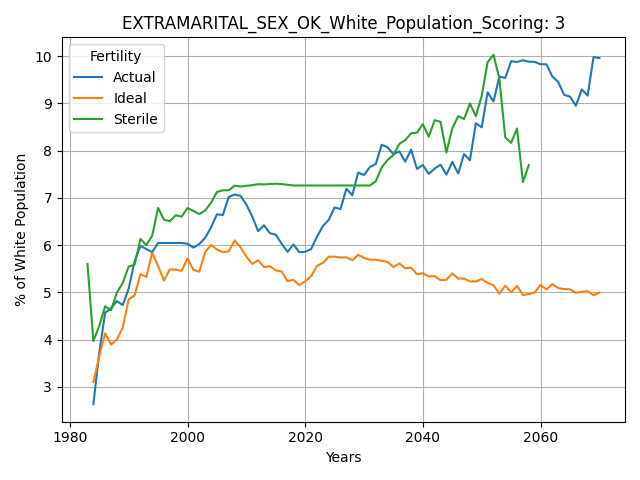 EXTRAMARITAL_SEX_OK_White_Population_Scoring: 3
Fertility
Actual
Ideal
Sterile
% of White Population
10
9
8
7
6
5
4
3
1980
2000
2020
2040
2060
Years